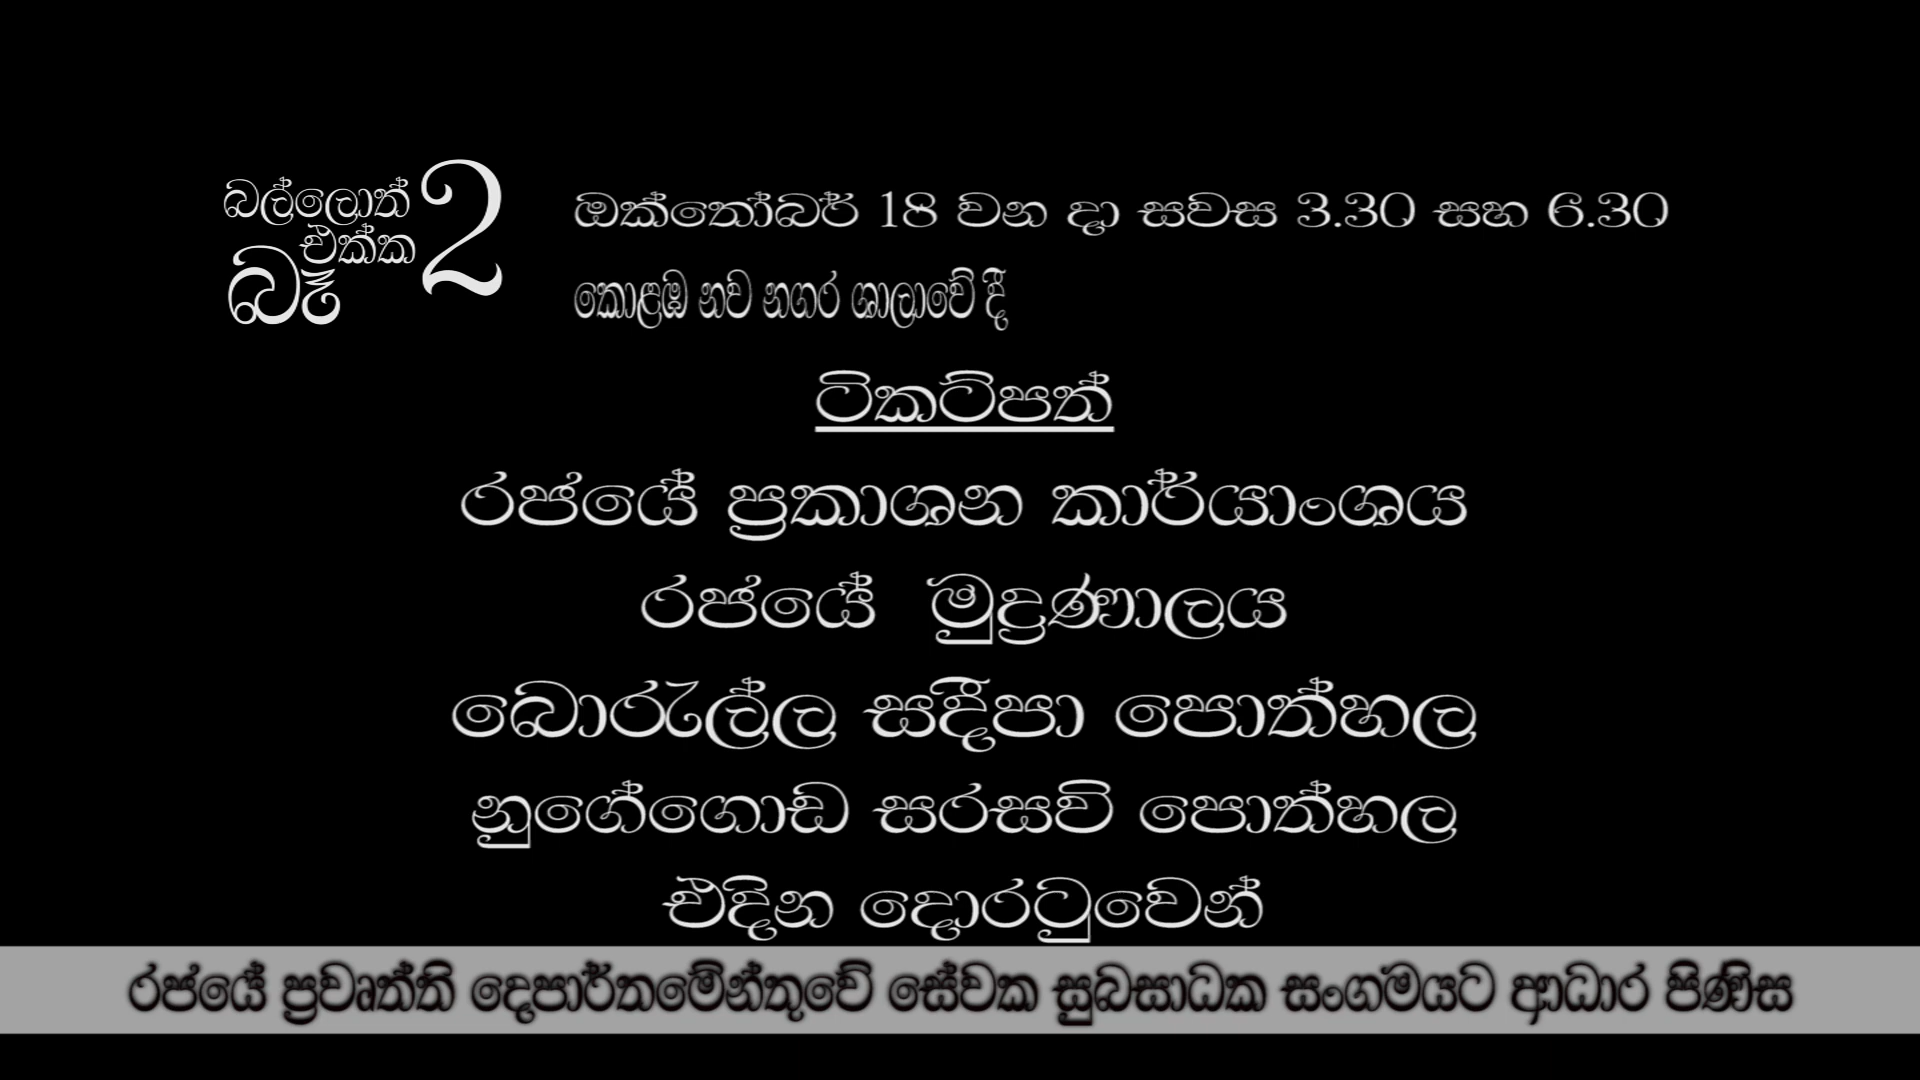 බල්ලොත්
එක්ක
බෑ 2
ඔක්තෝබර් 18 වන දා සවස 3.30 සහ 6.30
කොළඹ නව නගර ශාලාවේ දී
ටිකට්පත්
රජයේ ප්‍රකාශන කාර්යාංශය
රජයේ මුද්‍රණාලය
බොරැල්ල සදීපා පොත්හල
නුගේගොඩ සරසවි පොත්හල
එදින දොරටුවෙන්
රජයේ ප්‍රවෘත්ති දෙපාර්තමේන්තුවේ සේවක සුබසාධක සංගමයට ආධාර පිණිස